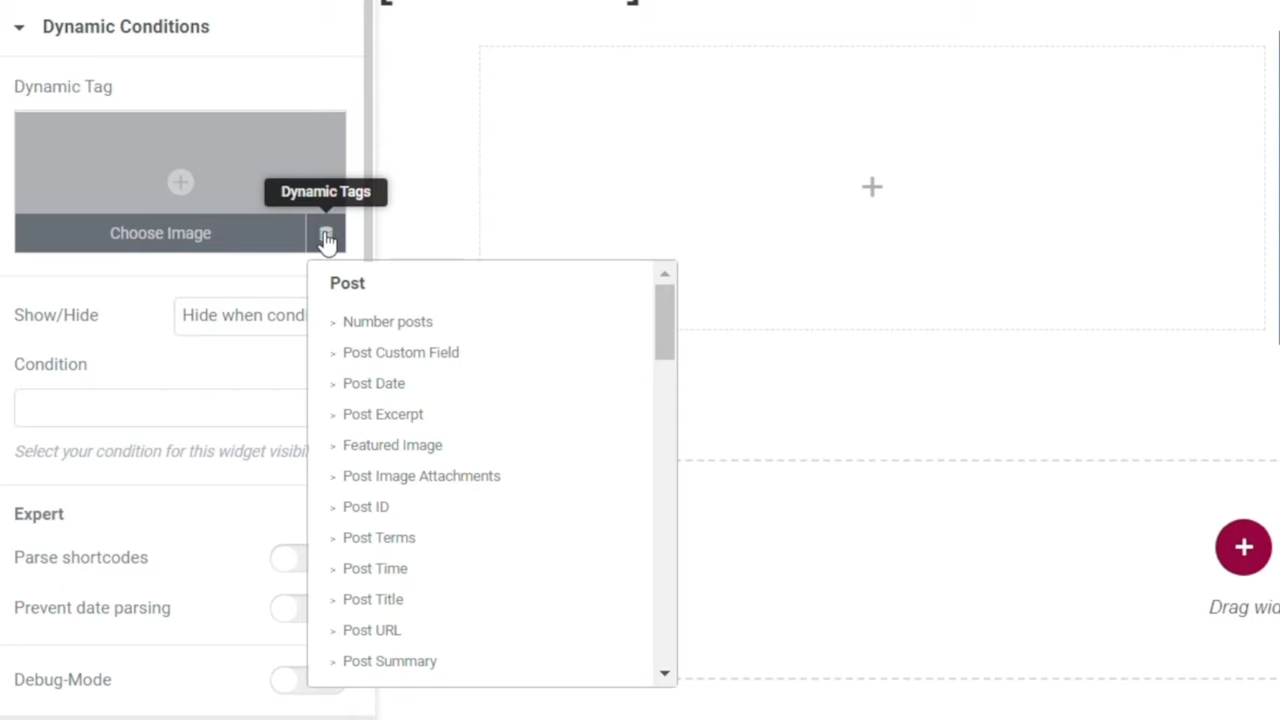 Dynamic Conditions
Dynamic Tag
Dynamic Tags
Choose Image
Post
Number posts
Post Custom Field
Post Date
Post Excerpt
Featured Image
Post Image Attachments
Post ID
Post Terms
Post Time
Post Title
Post URL
Post Summary
Show/Hide
Hide when condi
Condition
Select your condition for this widget visibil
Expert
Parse shortcodes
Prevent date parsing
Debug-Mode
Drag wid